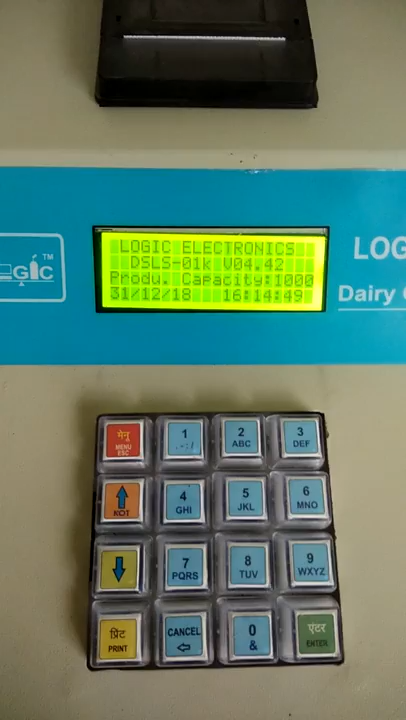 GIC TM
LOGIC ELECTRONICS
DSLS-01k V04.42
Produ. Capacity:1000
31/12/18 16:14:49
LOG
Dairy
मेनू
MENU
ESC
1
.-:/
2
ABC
3
DEF
KOT
4
GHI
5
JKL
6
MNO
7
PQRS
8
TUV
9
WXYZ
प्रिंट
PRINT
CANCEL
0
&
एंटर
ENTER